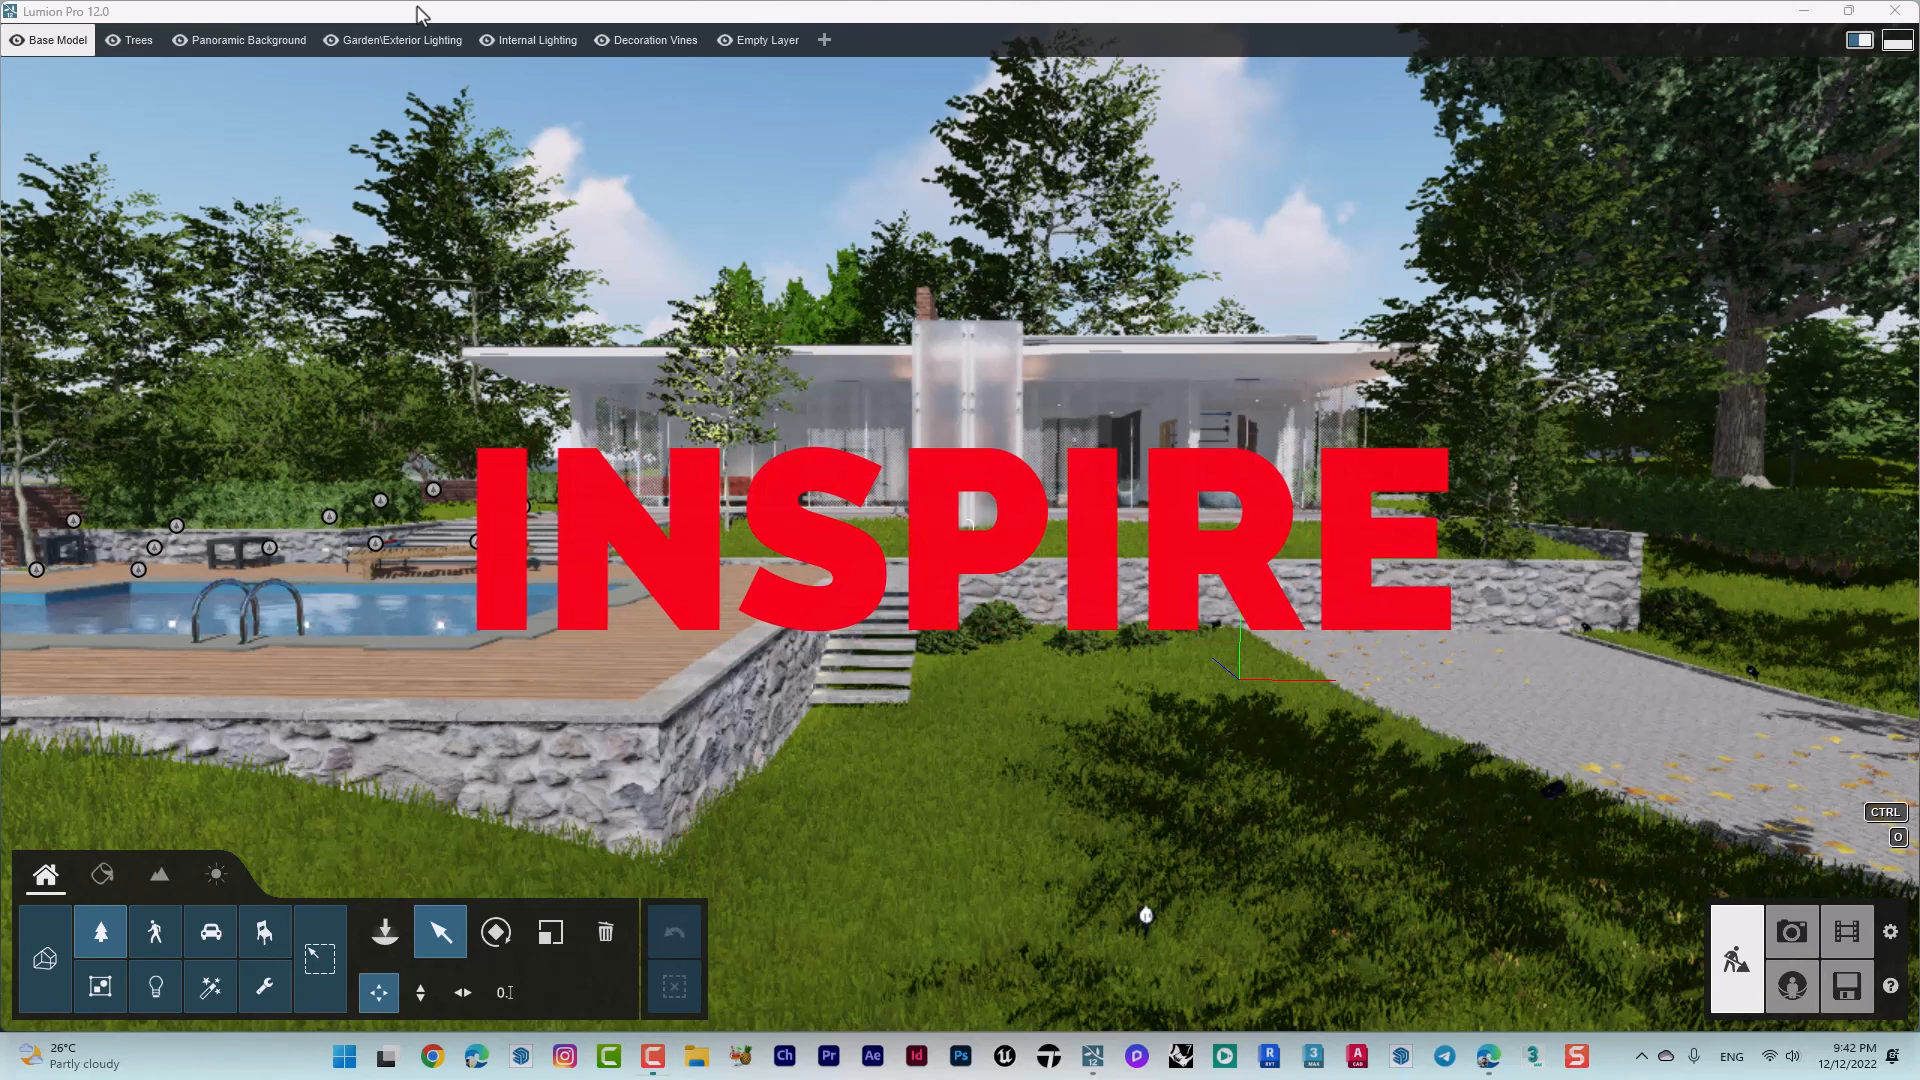 Lumion Pro 12.0
Base Model
Trees
Panoramic Background
Garden\Exterior Lighting
Internal Lighting
Decoration Vines
Empty Layer
INSPIRE
CTRL
O
26°C
Partly cloudy
ENG
9:42 PM
12/12/2022